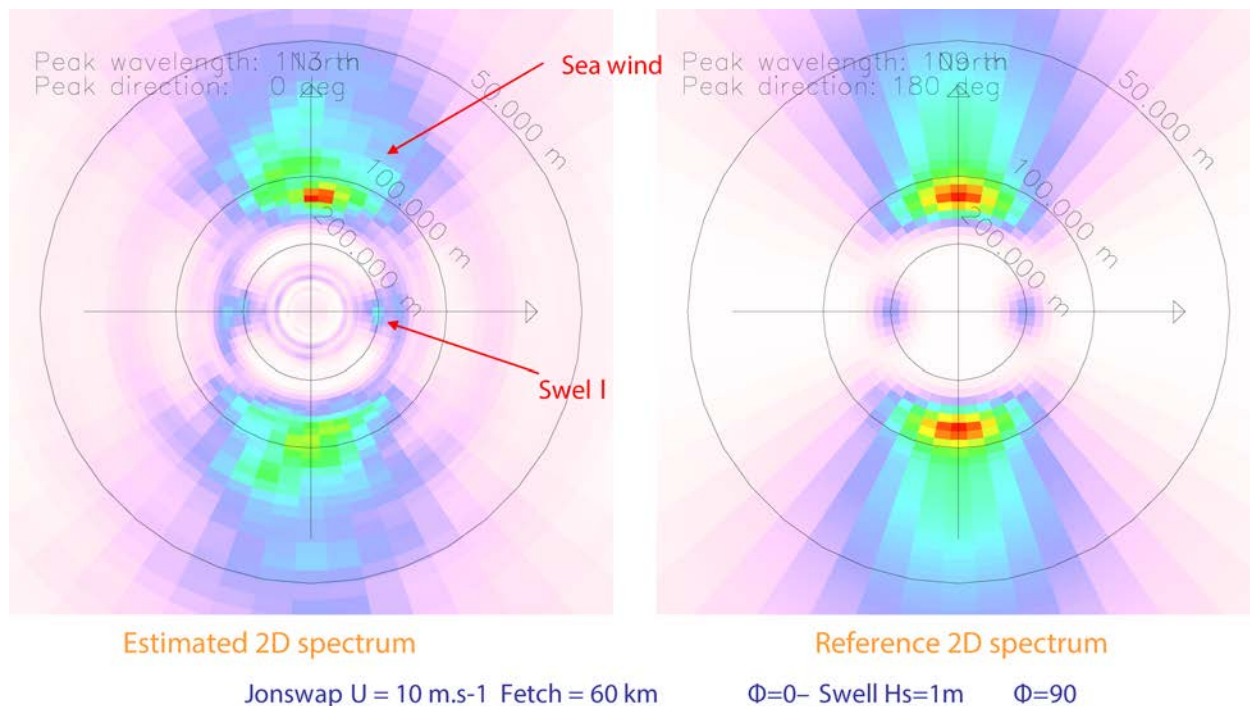 Peak wavelength: North
Peak direction: 0 deg
50.000 m
100.000 m
200.000 m
Sea wind
Swel l
Estimated 2D spectrum
Peak wavelength: North
Peak direction: 180 deg
50.000 m
100.000 m
200.000 m
Reference 2D spectrum
Jonswap U = 10 m.s-1 Fetch = 60 km Φ=0– Swell Hs=1m Φ=90